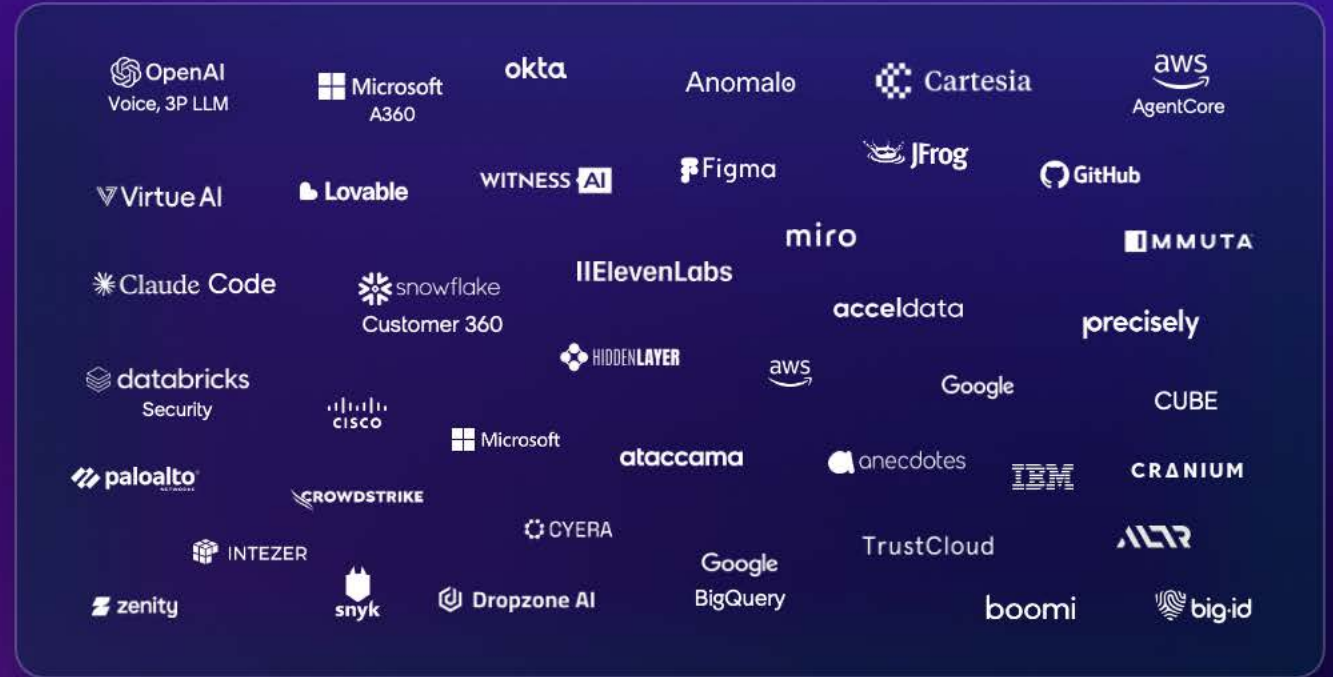 OpenAI
Voice, 3P LLM
Microsoft
A360
okta
Anomalo
Cartesia
aws
AgentCore
Virtue AI
Lovable
WITNESS AI
Figma
JFrog
GitHub
miro
IMMUTA
Claude Code
snowflake
Customer 360
IIElevenLabs
acceldata
precisely
HIDDENLAYER
aws
Google
CUBE
databricks
Security
CISCO
Microsoft
ataccama
anecdotes
IBM
CRANIUM
paloalto
NETWORKS
CROWDSTRIKE
CYERA
TrustCloud
ALTR
INTEZER
Google
BigQuery
zenity
snyk
Dropzone AI
boomi
big·id